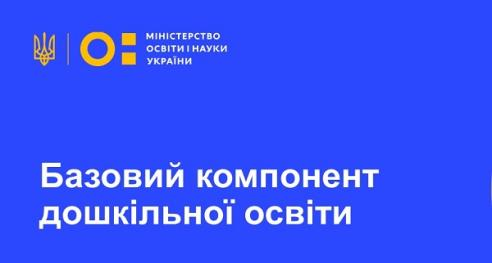 МІНІСТЕРСТВО
ОСВІТИ І НАУКИ
УКРАЇНИ
Базовий компонент
дошкільної освіти